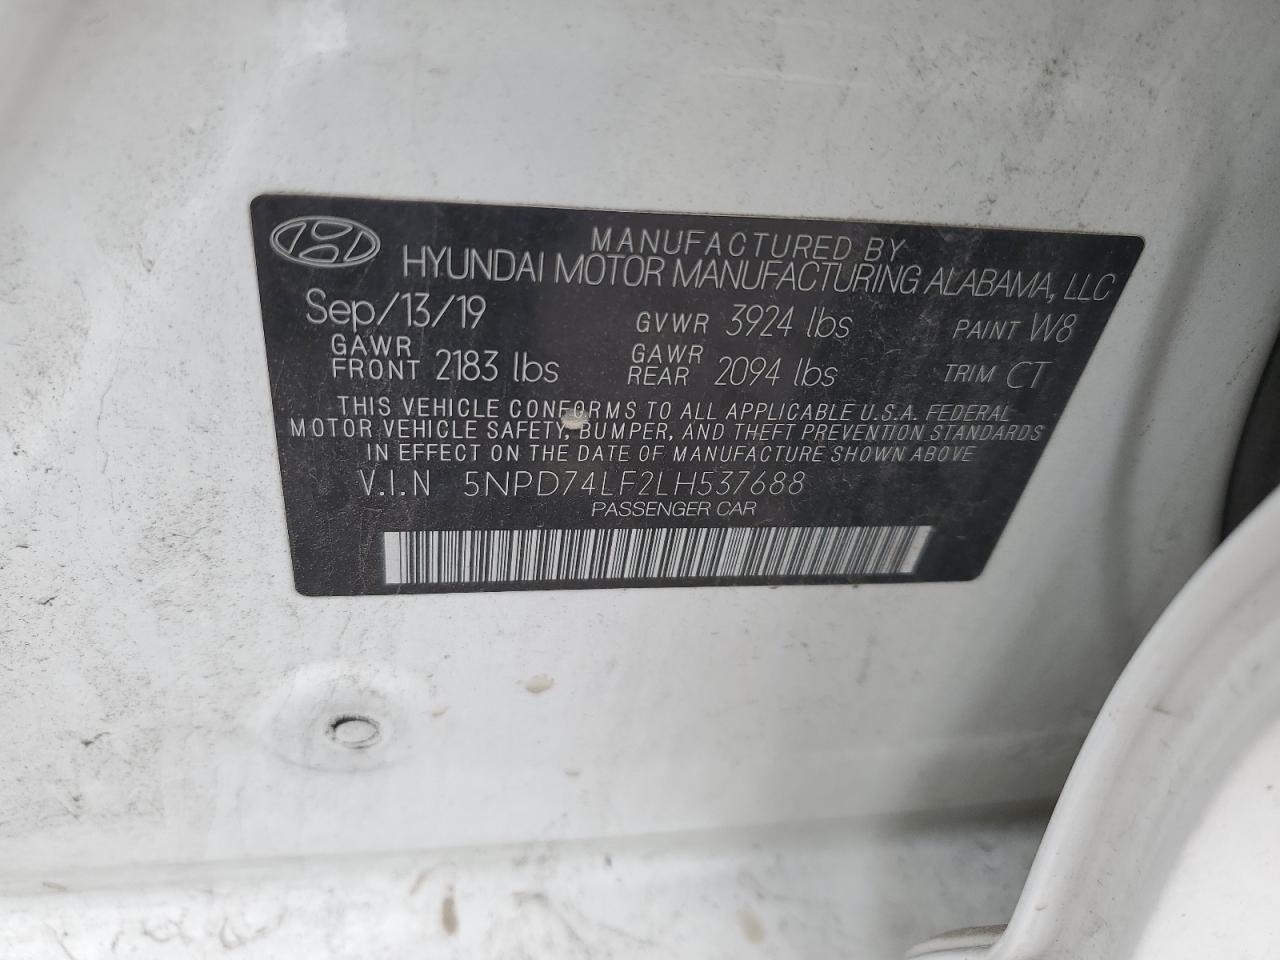 MANUFACTURED BY
HYUNDAI MOTOR MANUFACTURING ALABAMA, LLC
Sep/13/19 GVWR 3924 lbs PAINT W8
GAWR FRONT 2183 lbs GAWR REAR 2094 lbs TRIM CT
THIS VEHICLE CONFORMS TO ALL APPLICABLE U.S.A. FEDERAL
MOTOR VEHICLE SAFETY, BUMPER, AND THEFT PREVENTION STANDARDS
IN EFFECT ON THE DATE OF MANUFACTURE SHOWN ABOVE
V.I.N 5NPD74LF2LH537688
PASSENGER CAR